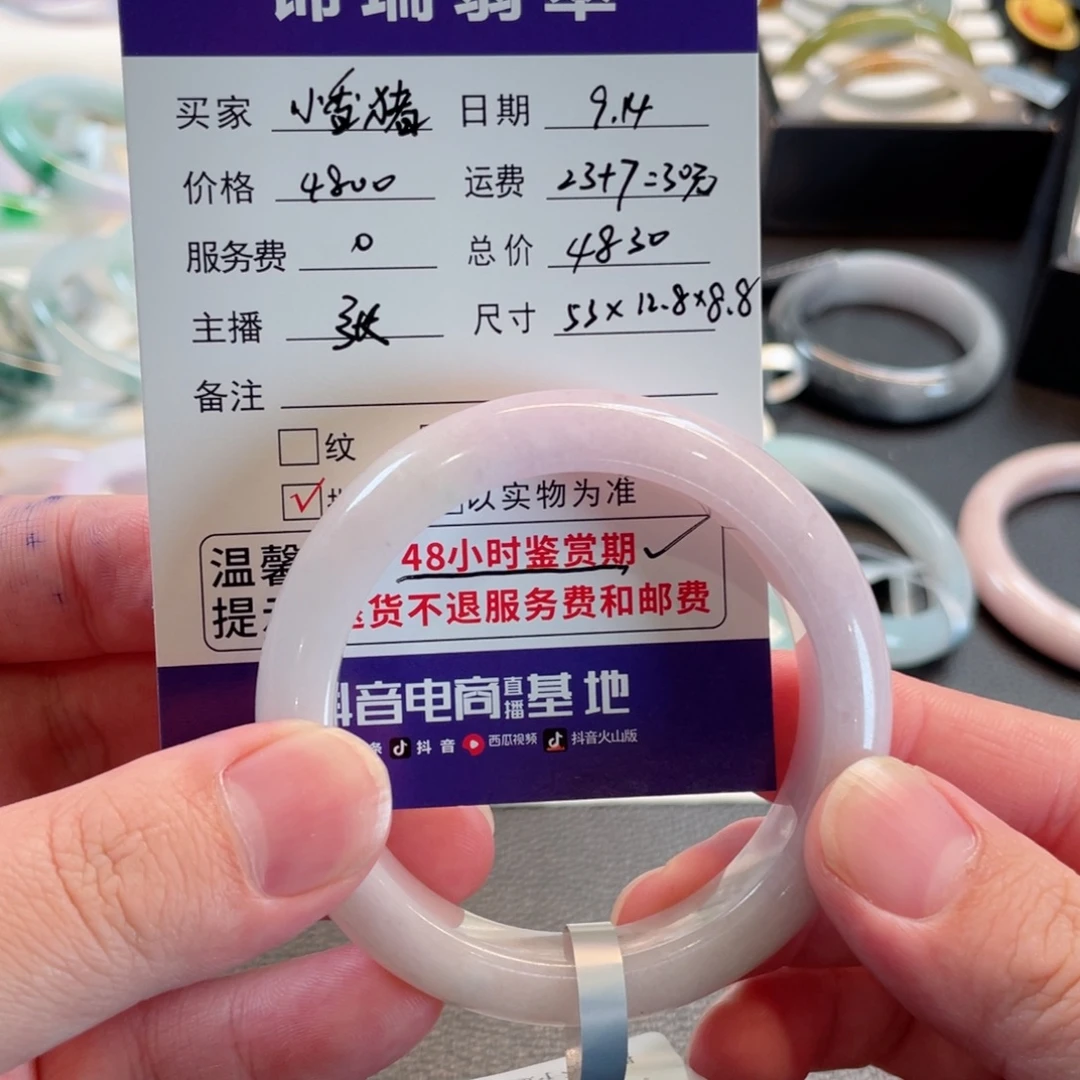 翡翠
买家 小香猪 日期 9.14
价格 4800 运费 23+7=30元
服务费 0 总价 4830
主播 张 尺寸 53×12.8×8.8
备注
纹
以实物为准
温馨 48小时鉴赏期
提示 退货不退服务费和邮费
抖音电商直播基地
条 抖音 西瓜视频 抖音火山版